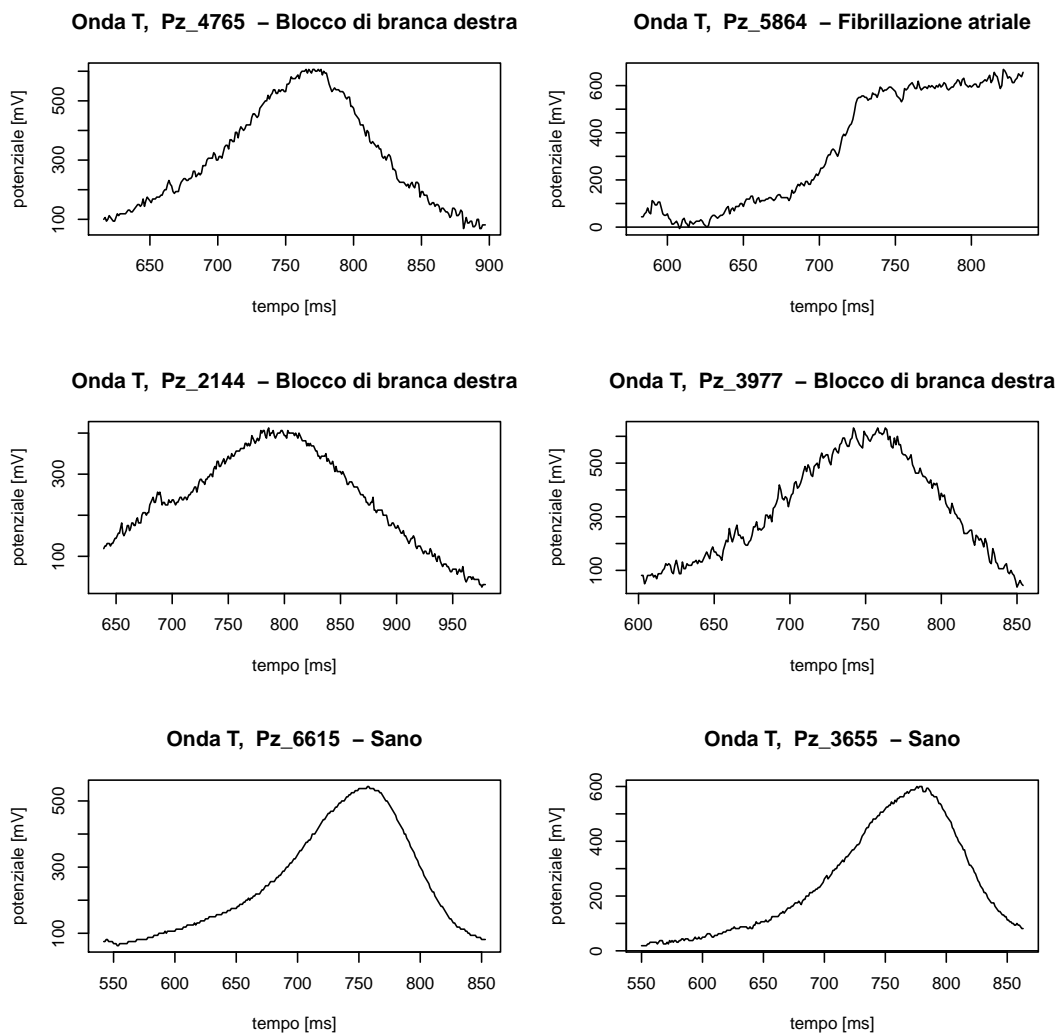 Onda T, Pz_4765 – Blocco di branca destra
potenziale [mV]
100 300 500
650 700 750 800 850 900
tempo [ms]
Onda T, Pz_5864 – Fibrillazione atriale
potenziale [mV]
0 200 400 600
600 650 700 750 800
tempo [ms]
Onda T, Pz_2144 – Blocco di branca destra
potenziale [mV]
100 300
650 700 750 800 850 900 950
tempo [ms]
Onda T, Pz_3977 – Blocco di branca destra
potenziale [mV]
100 300 500
600 650 700 750 800 850
tempo [ms]
Onda T, Pz_6615 – Sano
potenziale [mV]
100 300 500
550 600 650 700 750 800 850
tempo [ms]
Onda T, Pz_3655 – Sano
potenziale [mV]
0 200 400 600
550 600 650 700 750 800 850
tempo [ms]